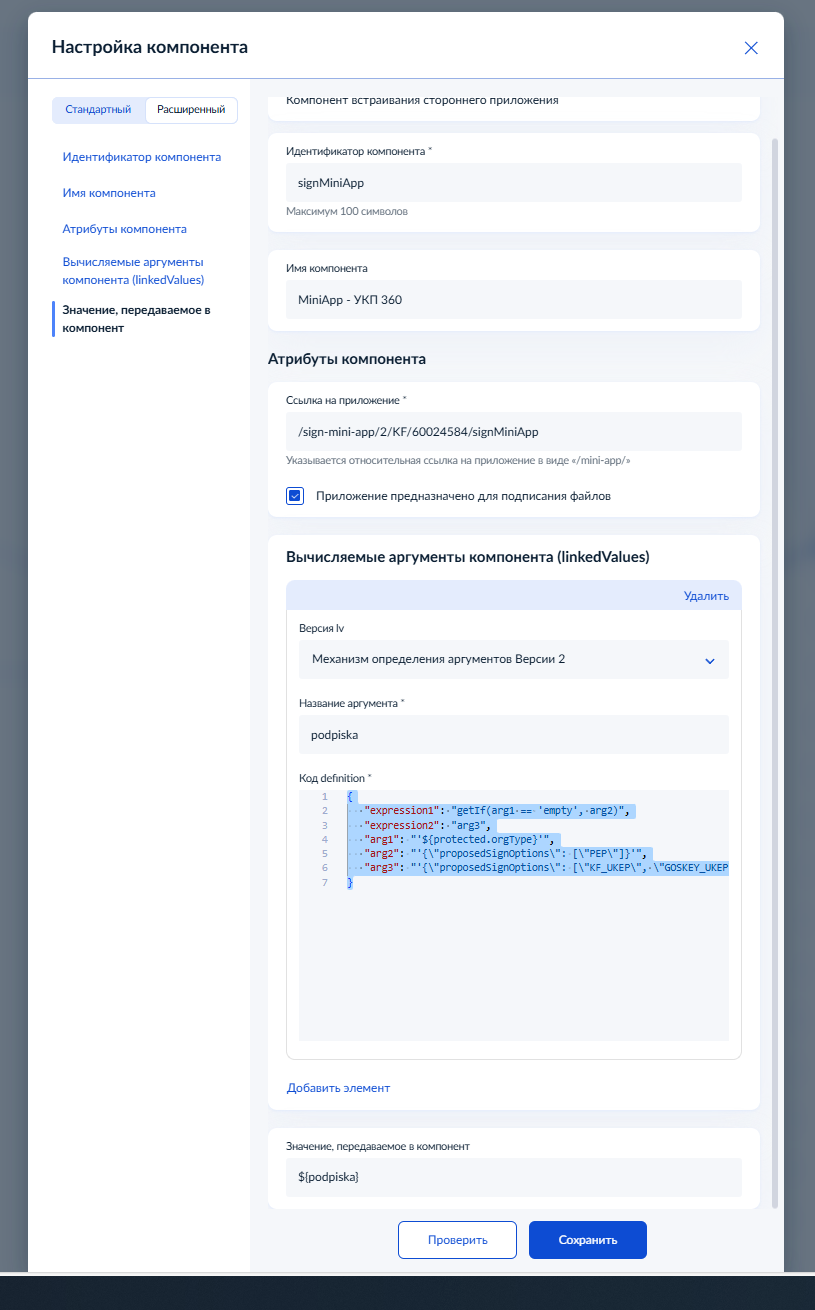 Настройка компонента
Стандартный
Расширенный
Идентификатор компонента
Имя компонента
Атрибуты компонента
Вычисляемые аргументы
компонента (linkedValues)
Значение, передаваемое в
компонент
Компонент встраивания стороннего приложения
Идентификатор компонента *
signMiniApp
Максимум 100 символов
Имя компонента
MiniApp - УКП 360
Атрибуты компонента
Ссылка на приложение *
/sign-mini-app/2/KF/60024584/signMiniApp
Указывается относительная ссылка на приложение в виде «/mini-app/»
Приложение предназначено для подписания файлов
Вычисляемые аргументы компонента (linkedValues)
Удалить
Версия lv
Механизм определения аргументов Версии 2
Название аргумента *
podpiska
Код definition *
1 {
2 "expression1": "getIf(arg1 == 'empty', arg2)",
3 "expression2": "arg3",
4 "arg1": "'${protected.orgType}'",
5 "arg2": "'{\"proposedSignOptions\": [\"PEP\"]}'",
6 "arg3": "'{\"proposedSignOptions\": [\"KF_UKEP\", \"GOSKEY_UKEP
7 }
Добавить элемент
Значение, передаваемое в компонент
${podpiska}
Проверить
Сохранить